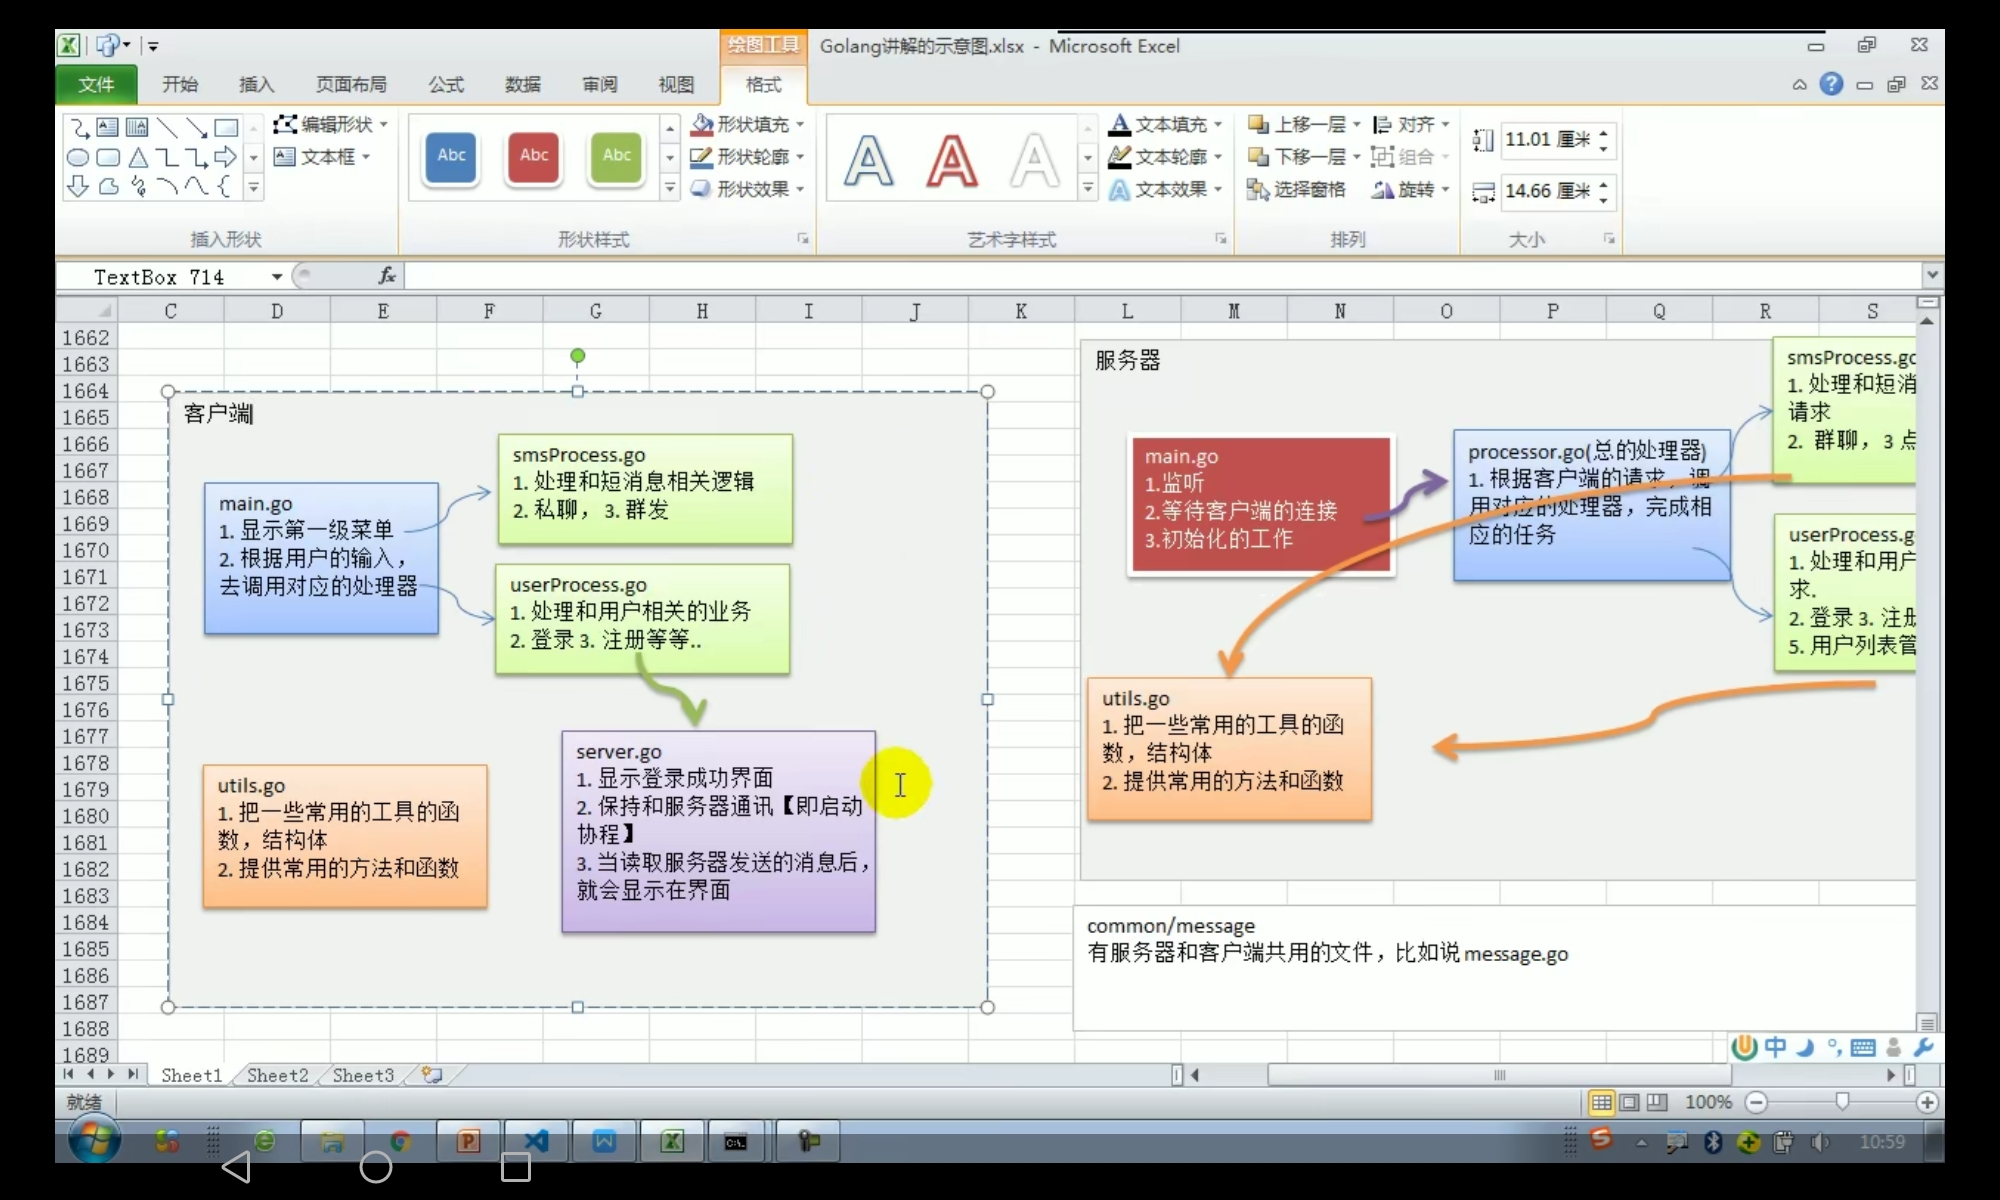 绘图工具
Golang讲解的示意图.xlsx - Microsoft Excel
文件 开始 插入 页面布局 公式 数据 审阅 视图 格式
编辑形状
文本框
Abc Abc Abc
形状填充
形状轮廓
形状效果
文本填充
文本轮廓
文本效果
上移一层
下移一层
选择窗格
对齐
组合
旋转
11.01 厘米
14.66 厘米
插入形状 形状样式 艺术字样式 排列 大小
TextBox 714 fx
C D E F G H I J K L M N O P Q R S
1662
1663
1664
1665
1666
1667
1668
1669
1670
1671
1672
1673
1674
1675
1676
1677
1678
1679
1680
1681
1682
1683
1684
1685
1686
1687
1688
1689
客户端
main.go
1. 显示第一级菜单
2. 根据用户的输入，
去调用对应的处理器
smsProcess.go
1. 处理和短消息相关逻辑
2. 私聊，3. 群发
userProcess.go
1. 处理和用户相关的业务
2. 登录 3. 注册等等..
server.go
1. 显示登录成功界面
2. 保持和服务器通讯【即启动
协程】
3. 当读取服务器发送的消息后，
就会显示在界面
utils.go
1. 把一些常用的工具的函
数，结构体
2. 提供常用的方法和函数
服务器
main.go
1.监听
2.等待客户端的连接
3.初始化的工作
processor.go(总的处理器)
1. 根据客户端的请求，调
用对应的处理器，完成相
应的任务
smsProcess.go
1. 处理和短消
请求
2. 群聊，3 点
userProcess.g
1. 处理和用户
求.
2. 登录 3. 注册
5. 用户列表管
utils.go
1. 把一些常用的工具的函
数，结构体
2. 提供常用的方法和函数
common/message
有服务器和客户端共用的文件，比如说 message.go
中
Sheet1 Sheet2 Sheet3
就绪
100%
10:59